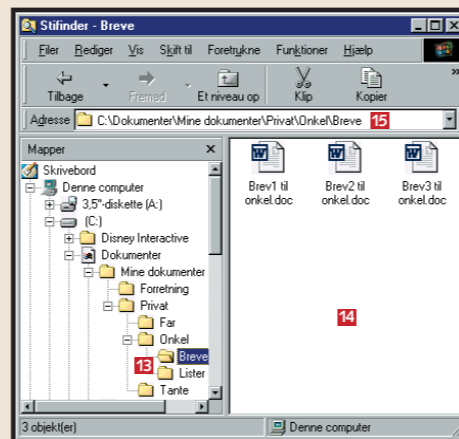 Stifinder - Breve
Filer Rediger Vis Skift til Foretrukne Funktioner Hjælp
Tilbage Fremad Et niveau op Klip Kopier »
Adresse C:\Dokumenter\Mine dokumenter\Privat\Onkel\Breve 15
Mapper x
Skrivebord
Denne computer
3,5"-diskette (A:)
(C:)
Disney Interactive
Dokumenter
Mine dokumenter
Forretning
Privat
Far
Onkel
13 Breve
Lister
Tante
Brev1 til onkel.doc
Brev2 til onkel.doc
Brev3 til onkel.doc
14
3 objekt(er) Denne computer